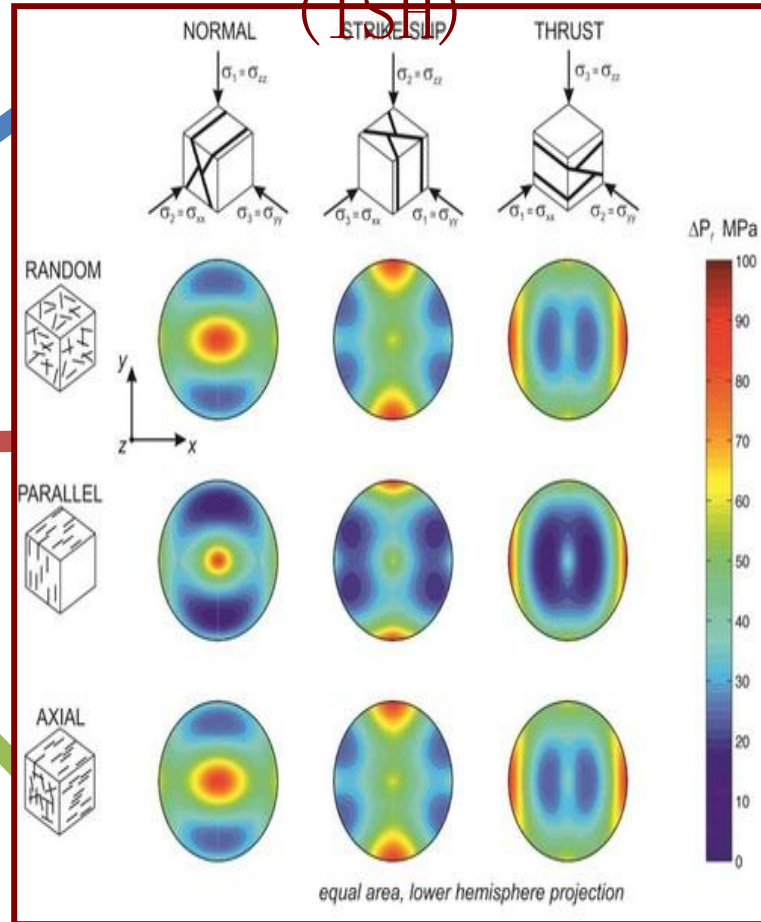 (TSH)
NORMAL STRIKE-SLIP THRUST
σ1 = σzz σ2 = σzz σ3 = σzz
σ2 = σxx σ3 = σyy σ3 = σxx σ1 = σyy σ1 = σxx σ2 = σyy
ΔPf MPa
RANDOM
y
z x
PARALLEL
AXIAL
100
90
80
70
60
50
40
30
20
10
0
equal area, lower hemisphere projection